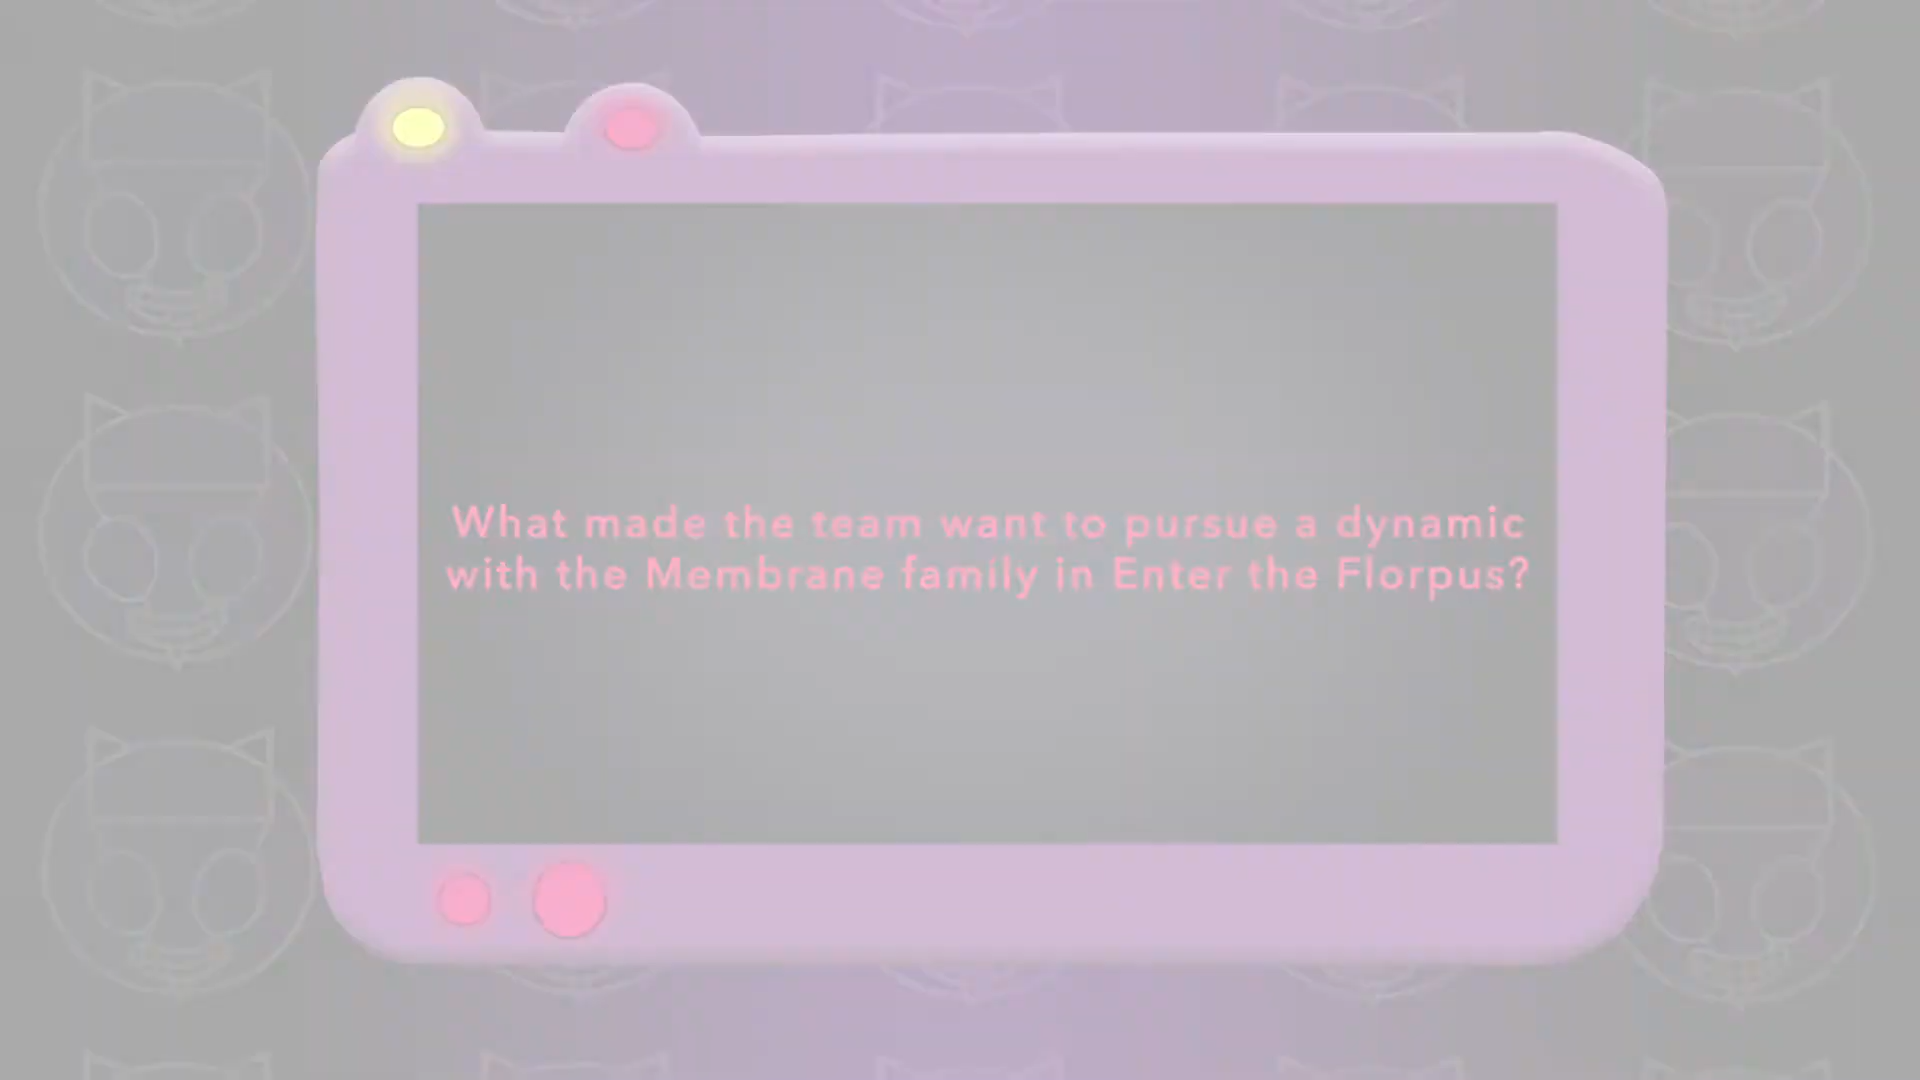 What made the team want to pursue a dynamic
with the Membrane family in Enter the Florpus?